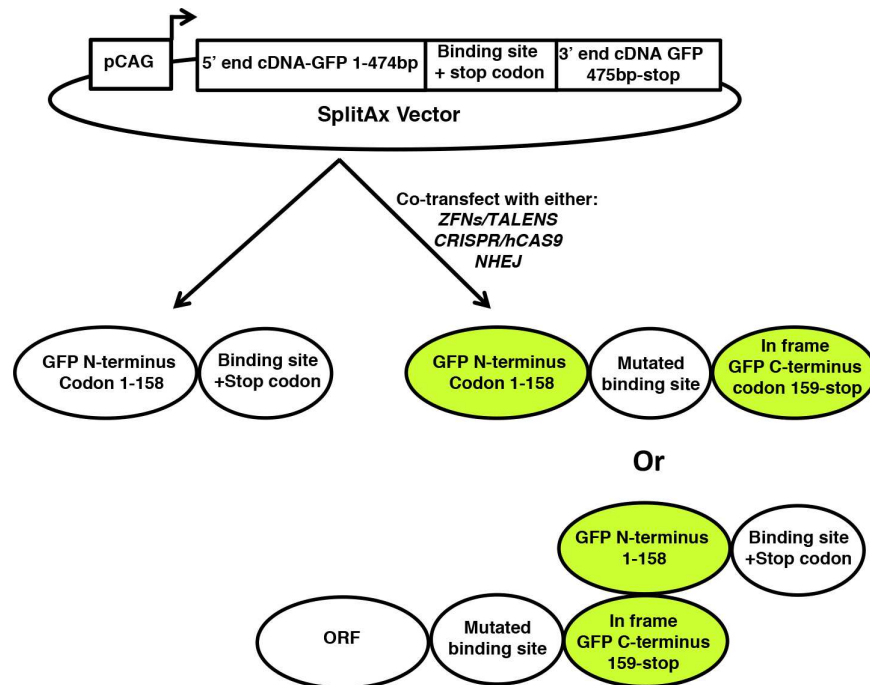 pCAG
5' end cDNA-GFP 1-474bp
Binding site
+ stop codon
3' end cDNA GFP
475bp-stop
SplitAx Vector
Co-transfect with either:
ZFNs/TALENS
CRISPR/hCAS9
NHEJ
GFP N-terminus
Codon 1-158
Binding site
+Stop codon
GFP N-terminus
Codon 1-158
Mutated
binding site
In frame
GFP C-terminus
codon 159-stop
Or
GFP N-terminus
1-158
Binding site
+Stop codon
ORF
Mutated
binding site
In frame
GFP C-terminus
159-stop